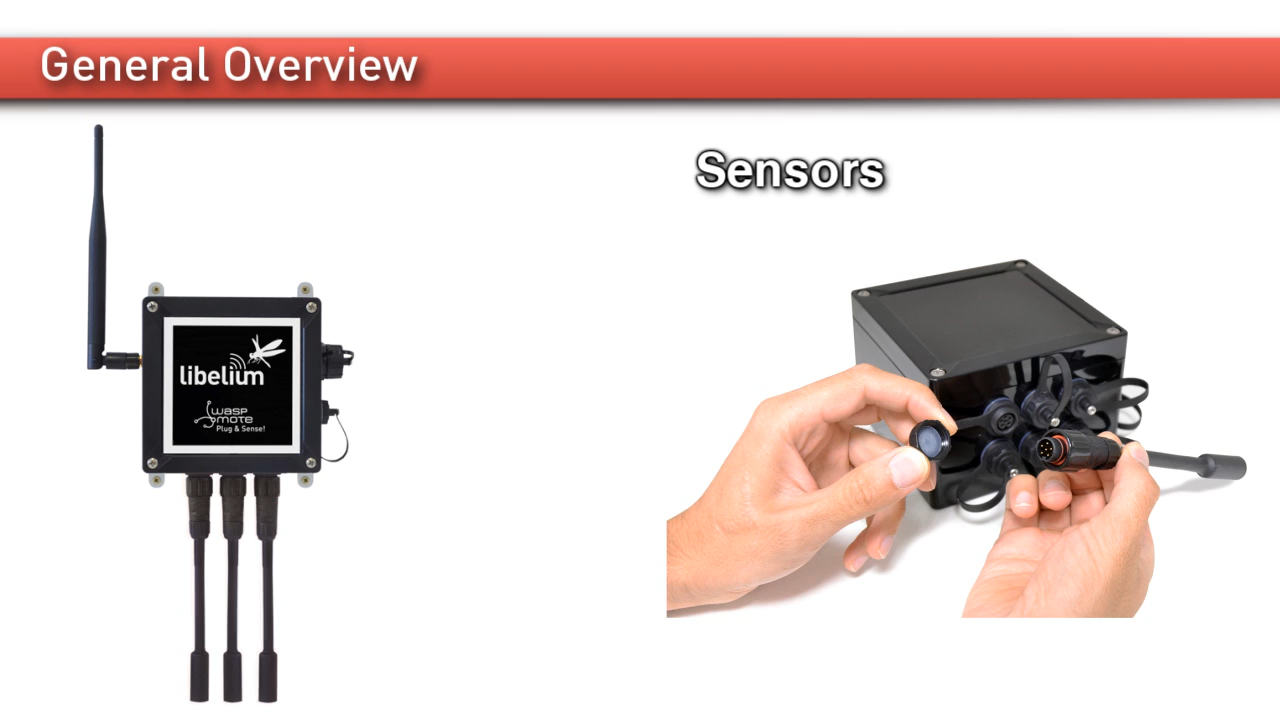 General Overview
Sensors
libelium
wasp
mote
Plug & Sense!